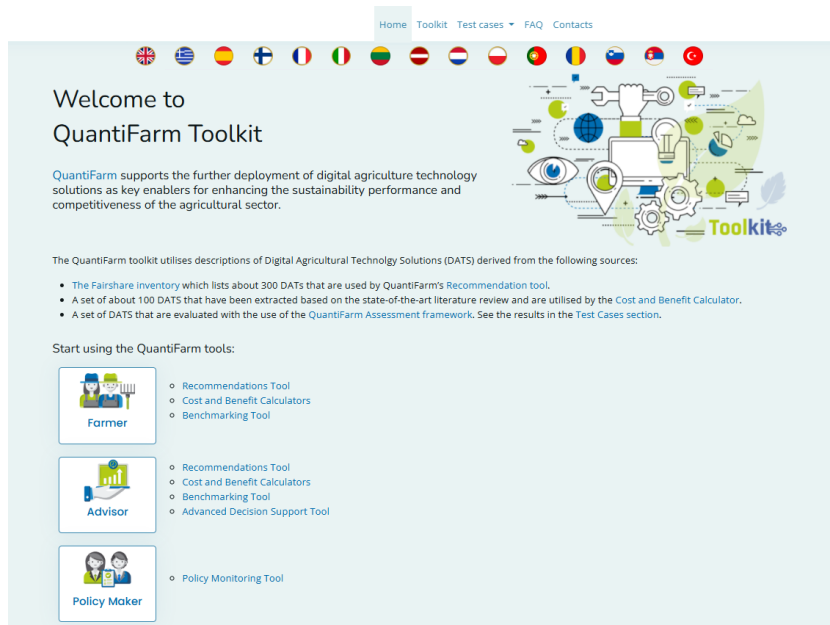 Home Toolkit Test cases FAQ Contacts
Welcome to
QuantiFarm Toolkit
QuantiFarm supports the further deployment of digital agriculture technology
solutions as key enablers for enhancing the sustainability performance and
competitiveness of the agricultural sector.
Toolkit
The QuantiFarm toolkit utilises descriptions of Digital Agricultural Technolgy Solutions (DATS) derived from the following sources:
The Fairshare inventory which lists about 300 DATs that are used by QuantiFarm's Recommendation tool.
A set of about 100 DATS that have been extracted based on the state-of-the-art literature review and are utilised by the Cost and Benefit Calculator.
A set of DATS that are evaluated with the use of the QuantiFarm Assessment framework. See the results in the Test Cases section.
Start using the QuantiFarm tools:
Farmer
Recommendations Tool
Cost and Benefit Calculators
Benchmarking Tool
Advisor
Recommendations Tool
Cost and Benefit Calculators
Benchmarking Tool
Advanced Decision Support Tool
Policy Maker
Policy Monitoring Tool